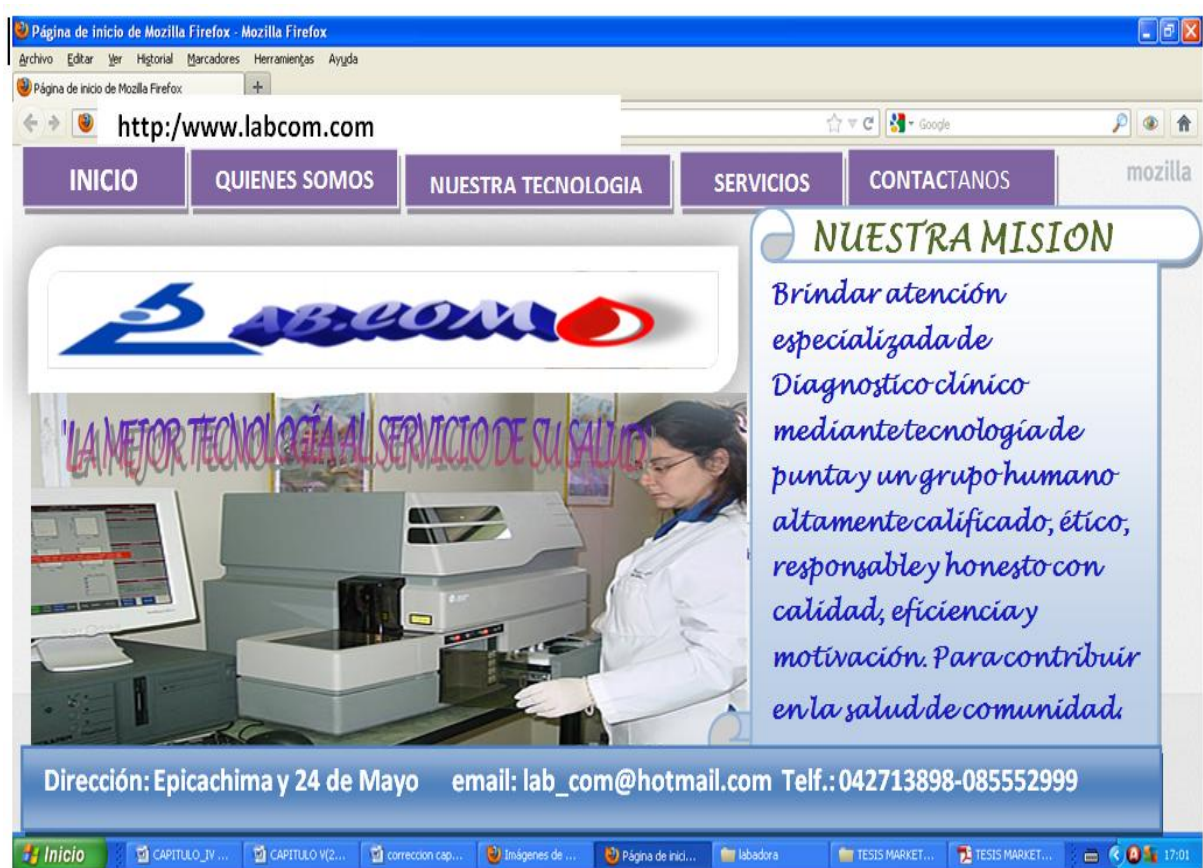 Página de inicio de Mozilla Firefox - Mozilla Firefox
Archivo Editar Ver Historial Marcadores Herramientas Ayuda
Página de inicio de Mozilla Firefox +
http:/www.labcom.com
Google
mozilla
INICIO QUIENES SOMOS NUESTRA TECNOLOGIA SERVICIOS CONTACTANOS
AB.COM
"LA MEJOR TECNOLOGÍA AL SERVICIO DE SU SALUD"
NUESTRA MISION
Brindar atención
especializada de
Diagnostico clínico
mediante tecnología de
punta y un grupo humano
altamente calificado, ético,
responsable y honesto con
calidad, eficiencia y
motivación. Para contribuir
en la salud de comunidad.
Dirección: Epicachima y 24 de Mayo email: lab_com@hotmail.com Telf.: 042713898-085552999
Inicio CAPITULO_IV ... CAPITULO V(2... correccion cap... Imágenes de ... Página de inici... labadora TESIS MARKET... TESIS MARKET... 17:01